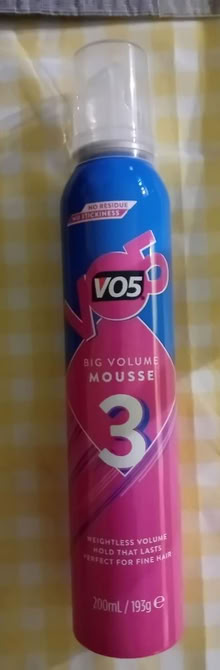 NO RESIDUE
NO STICKINESS
VO5
VO5
BIG VOLUME
MOUSSE
3
WEIGHTLESS VOLUME
HOLD THAT LASTS
PERFECT FOR FINE HAIR
200mL / 193g e